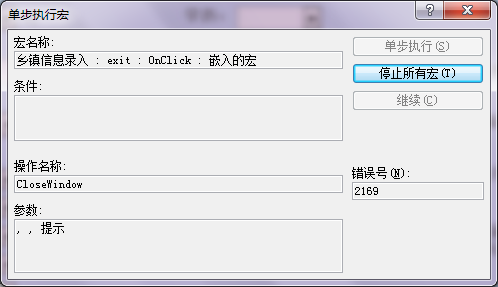 单步执行宏
宏名称:
乡镇信息录入 : exit : OnClick : 嵌入的宏
单步执行(S)
停止所有宏(T)
条件:
继续(C)
操作名称:
CloseWindow
错误号(N):
2169
参数:
, , 提示